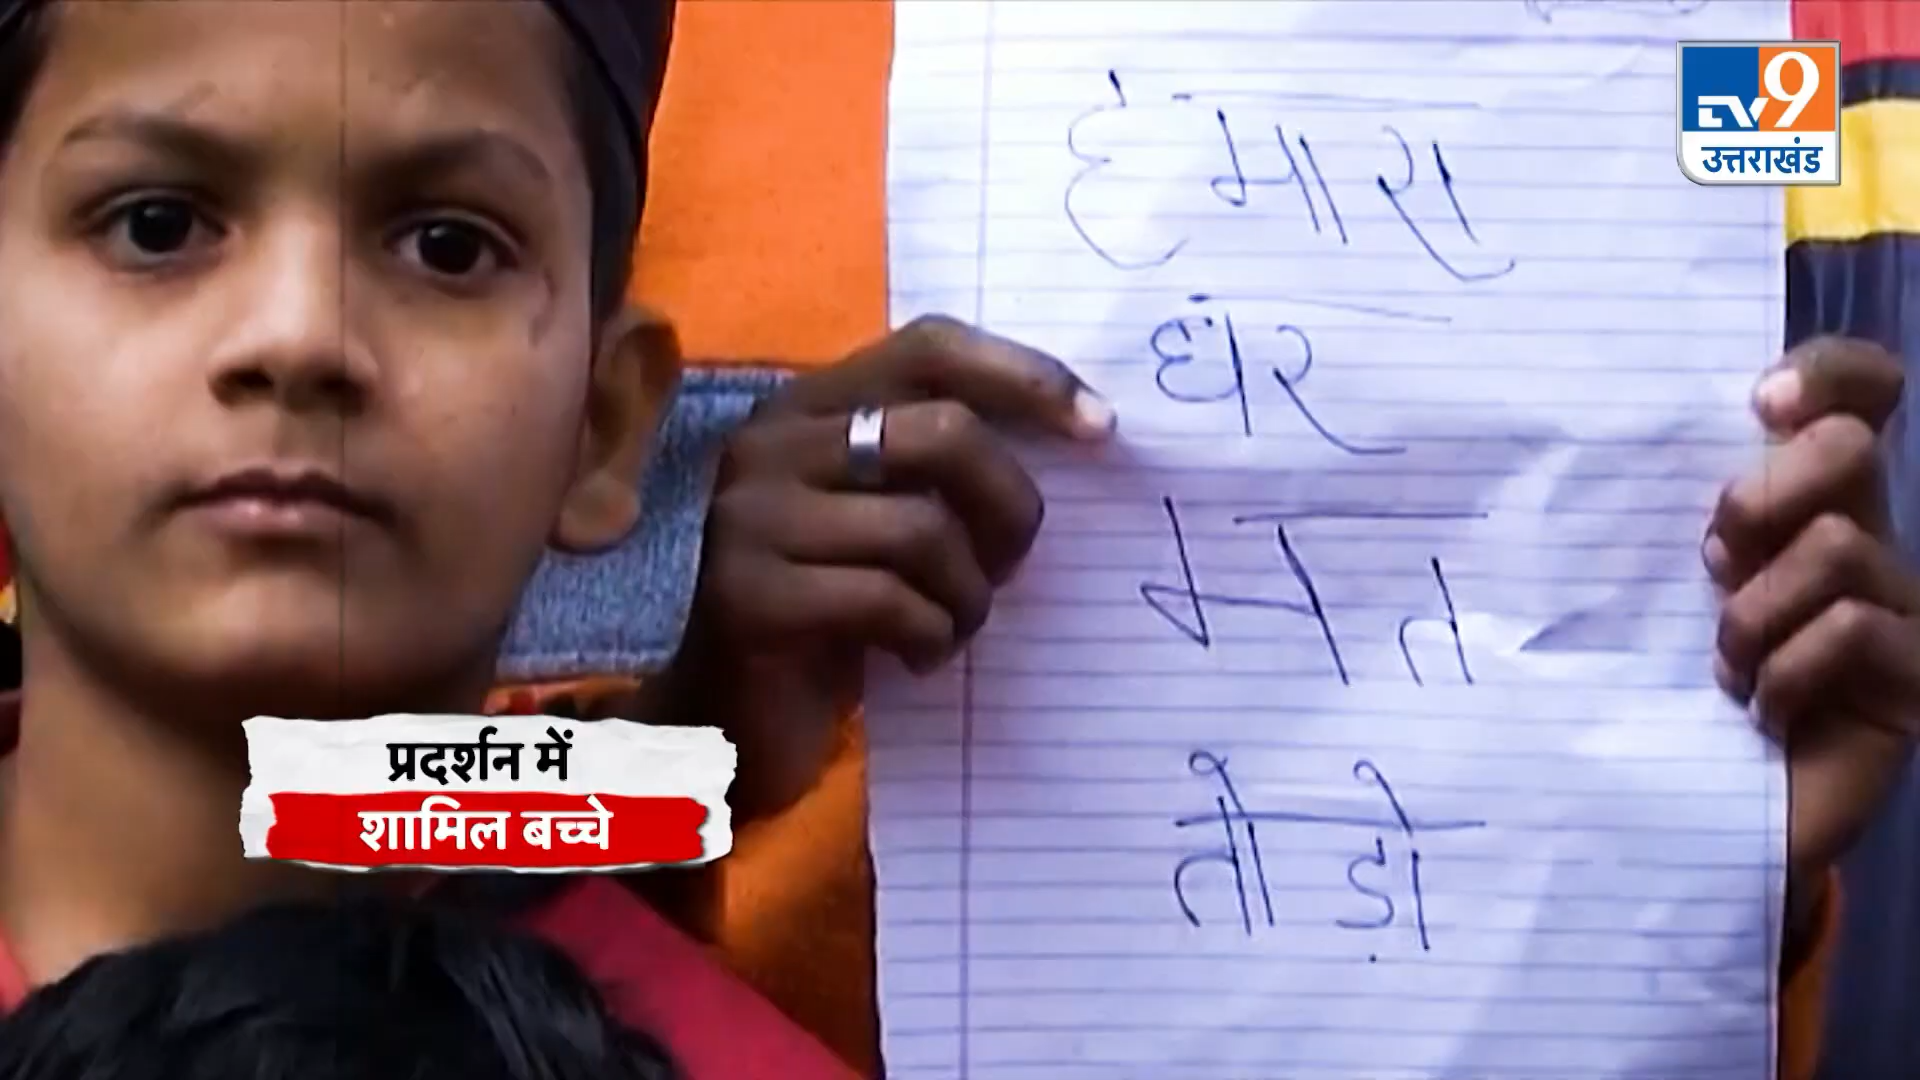 हमारा
घर
मत
तोड़ो
TV9
उत्तराखंड
प्रदर्शन में
शामिल बच्चे